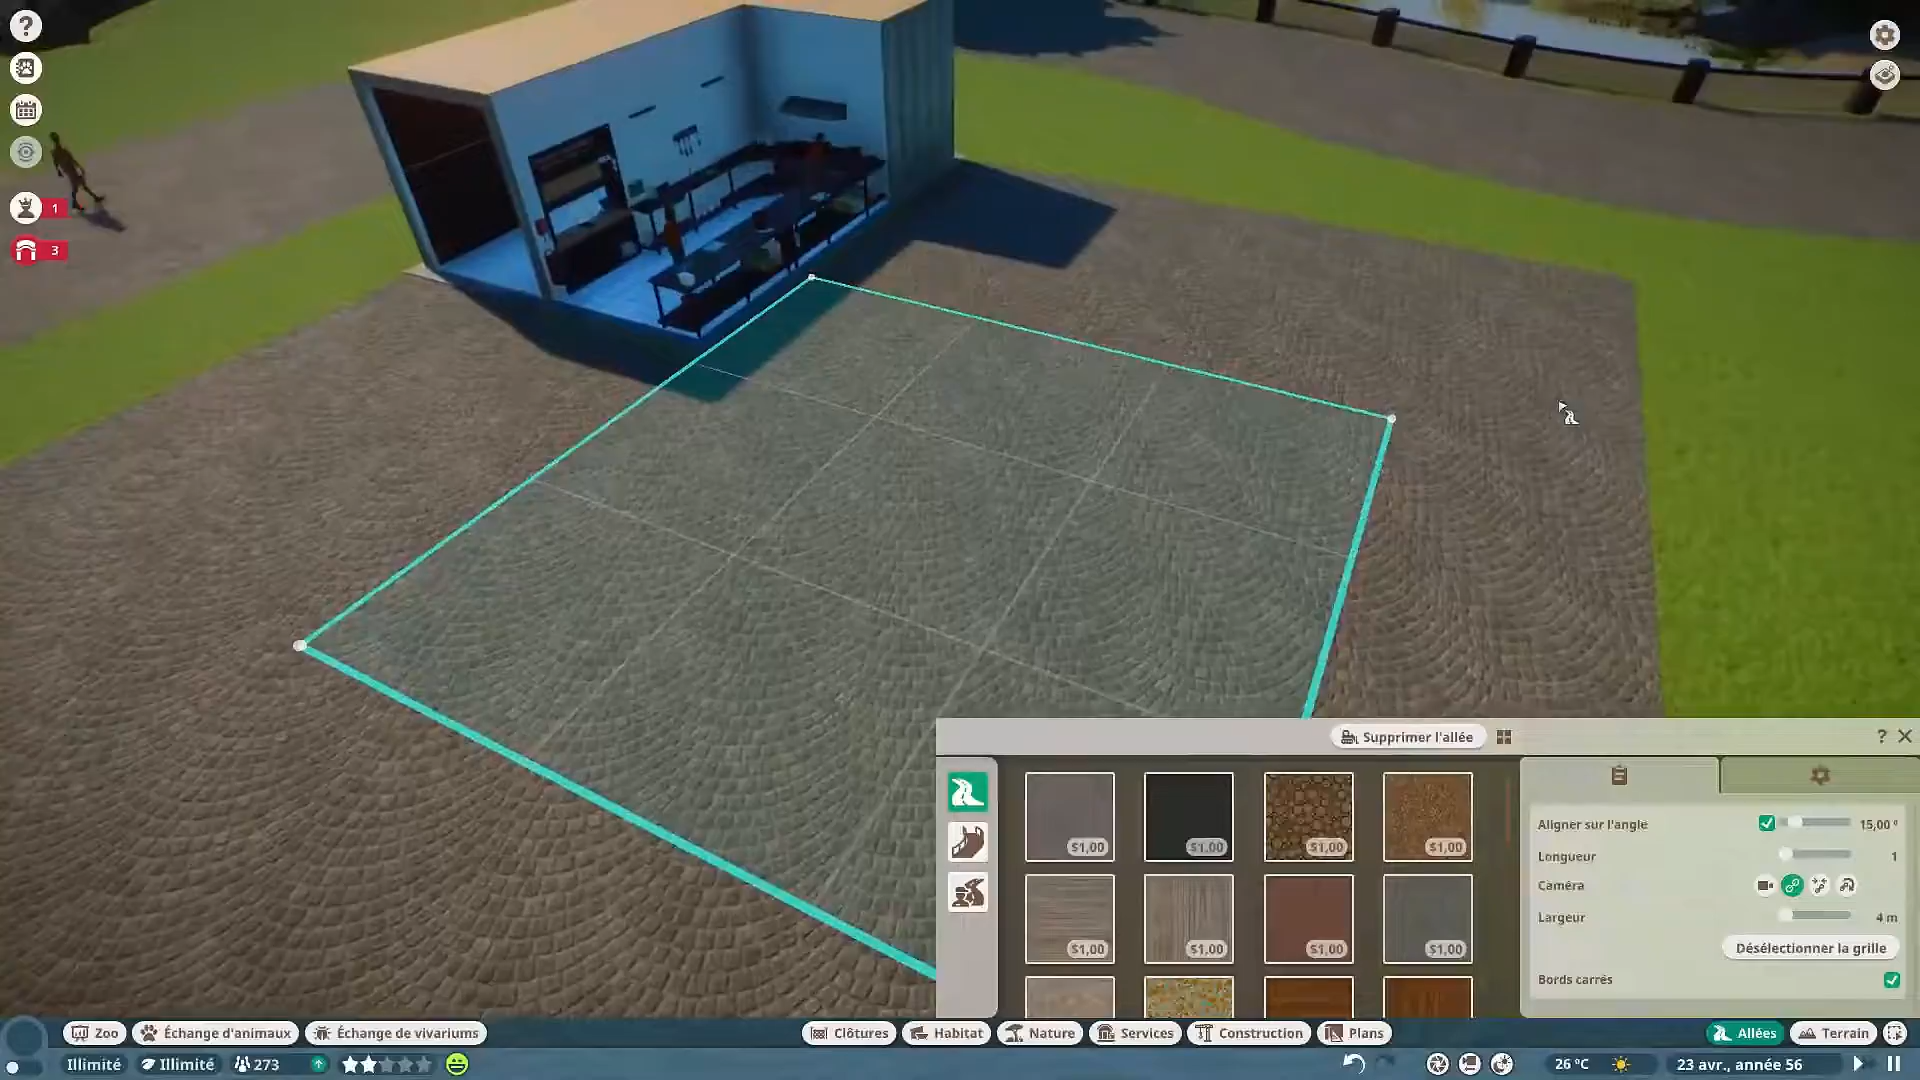 ?
1
3
Supprimer l'allée
?
$1,00 $1,00 $1,00 $1,00
$1,00 $1,00 $1,00 $1,00
Aligner sur l'angle 15,00 °
Longueur 1
Caméra
Largeur 4 m
Désélectionner la grille
Bords carrés
Zoo Échange d'animaux Échange de vivariums Clôtures Habitat Nature Services Construction Plans Allées Terrain
Illimité Illimité 273 26 °C 23 avr., année 56